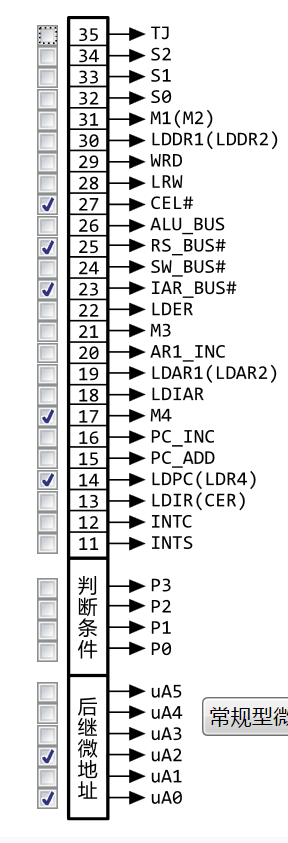 35 TJ
34 S2
33 S1
32 S0
31 M1(M2)
30 LDDR1(LDDR2)
29 WRD
28 LRW
27 CEL#
26 ALU_BUS
25 RS_BUS#
24 SW_BUS#
23 IAR_BUS#
22 LDER
21 M3
20 AR1_INC
19 LDAR1(LDAR2)
18 LDIAR
17 M4
16 PC_INC
15 PC_ADD
14 LDPC(LDR4)
13 LDIR(CER)
12 INTC
11 INTS
判断条件
P3
P2
P1
P0
后继微地址
uA5
uA4
uA3
uA2
uA1
uA0
常规型微